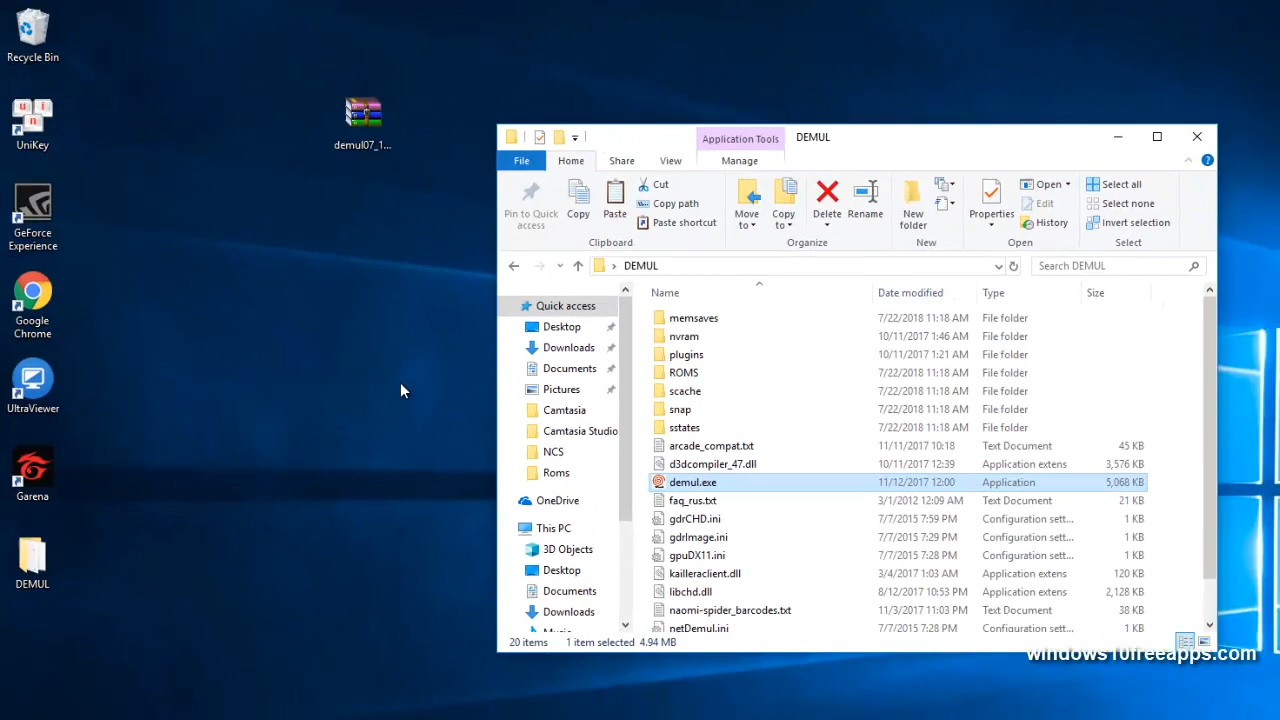 Recycle Bin
u i
n
UniKey
GeForce
Experience
Google
Chrome
UltraViewer
Garena
DEMUL
demul07_1...
Application Tools
DEMUL
File
Home
Share
View
Manage
Pin to Quick
access
Copy
Paste
Cut
Copy path
Paste shortcut
Move
to
Copy
to
Delete
Rename
New
folder
Properties
Open
Edit
History
Select all
Select none
Invert selection
Clipboard
Organize
New
Open
Select
DEMUL
Search DEMUL
Name
Date modified
Type
Size
Quick access
Desktop
Downloads
Documents
Pictures
Camtasia
Camtasia Studio
NCS
Roms
OneDrive
This PC
3D Objects
Desktop
Documents
Downloads
Music
memsaves 7/22/2018 11:18 AM File folder
nvram 10/11/2017 1:46 AM File folder
plugins 10/11/2017 1:21 AM File folder
ROMS 7/22/2018 11:18 AM File folder
scache 7/22/2018 11:18 AM File folder
snap 7/22/2018 11:18 AM File folder
sstates 7/22/2018 11:18 AM File folder
arcade_compat.txt 11/11/2017 10:18 Text Document 45 KB
d3dcompiler_47.dll 10/11/2017 12:39 Application extens 3,576 KB
demul.exe 11/12/2017 12:00 Application 5,068 KB
faq_rus.txt 3/1/2012 12:09 AM Text Document 21 KB
gdrCHD.ini 7/7/2015 7:59 PM Configuration sett... 1 KB
gdrImage.ini 7/7/2015 7:29 PM Configuration sett... 1 KB
gpuDX11.ini 7/7/2015 7:28 PM Configuration sett... 1 KB
kailleraclient.dll 3/4/2017 1:03 AM Application extens 120 KB
libchd.dll 8/12/2017 10:53 PM Application extens 2,128 KB
naomi-spider_barcodes.txt 11/3/2017 11:03 PM Text Document 38 KB
netDemul.ini 7/7/2015 7:28 PM Configuration sett... 1 KB
20 items 1 item selected 4.94 MB
windows10freeapps.com